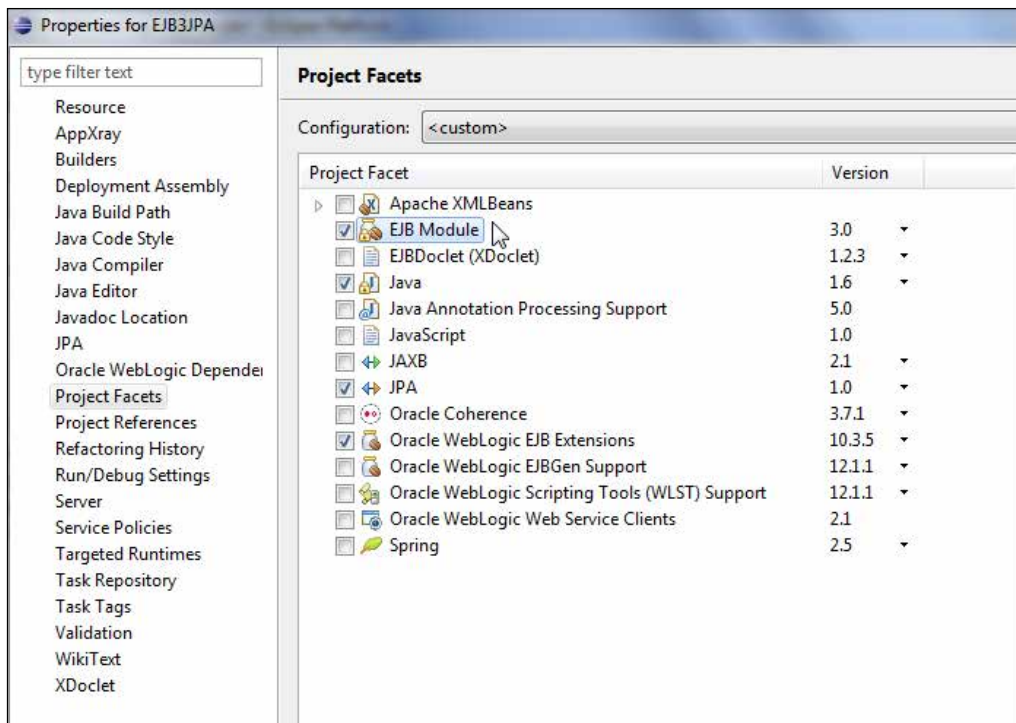 Properties for EJB3JPA
type filter text
Resource
AppXray
Builders
Deployment Assembly
Java Build Path
Java Code Style
Java Compiler
Java Editor
Javadoc Location
JPA
Oracle WebLogic Depender
Project Facets
Project References
Refactoring History
Run/Debug Settings
Server
Service Policies
Targeted Runtimes
Task Repository
Task Tags
Validation
WikiText
XDoclet
Project Facets
Configuration: <custom>
Project Facet Version
Apache XMLBeans
EJB Module 3.0
EJBDoclet (XDoclet) 1.2.3
Java 1.6
Java Annotation Processing Support 5.0
JavaScript 1.0
JAXB 2.1
JPA 1.0
Oracle Coherence 3.7.1
Oracle WebLogic EJB Extensions 10.3.5
Oracle WebLogic EJBGen Support 12.1.1
Oracle WebLogic Scripting Tools (WLST) Support 12.1.1
Oracle WebLogic Web Service Clients 2.1
Spring 2.5